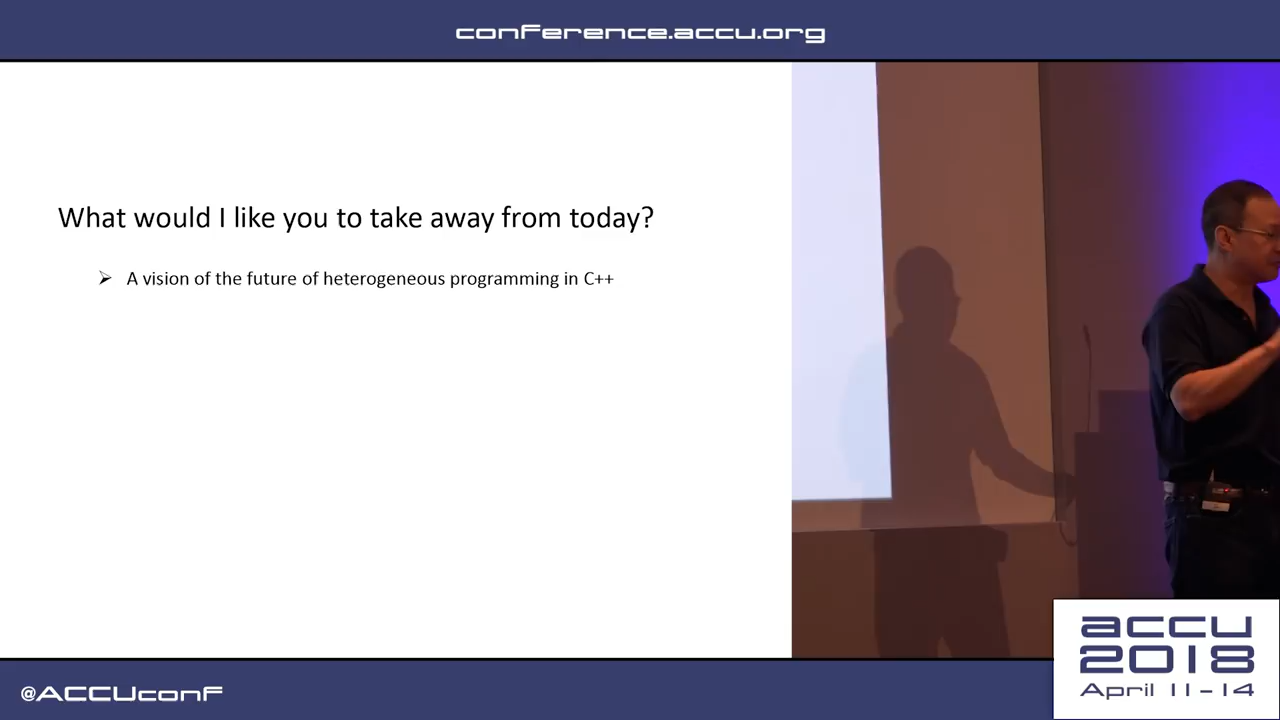 conference.accu.org
What would I like you to take away from today?
➢ A vision of the future of heterogeneous programming in C++
accu
2018
April 11-14
@ACCUconf